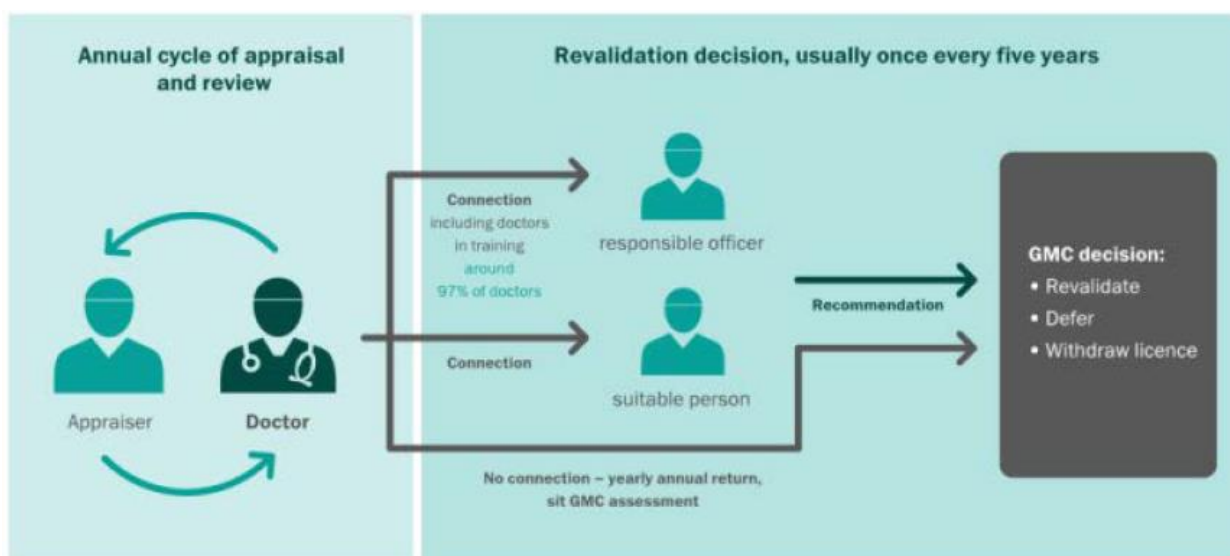 Annual cycle of appraisal
and review
Appraiser
Doctor
Revalidation decision, usually once every five years
Connection
including doctors
in training
around
97% of doctors
responsible officer
Connection
suitable person
Recommendation
No connection – yearly annual return,
sit GMC assessment
GMC decision:
• Revalidate
• Defer
• Withdraw licence